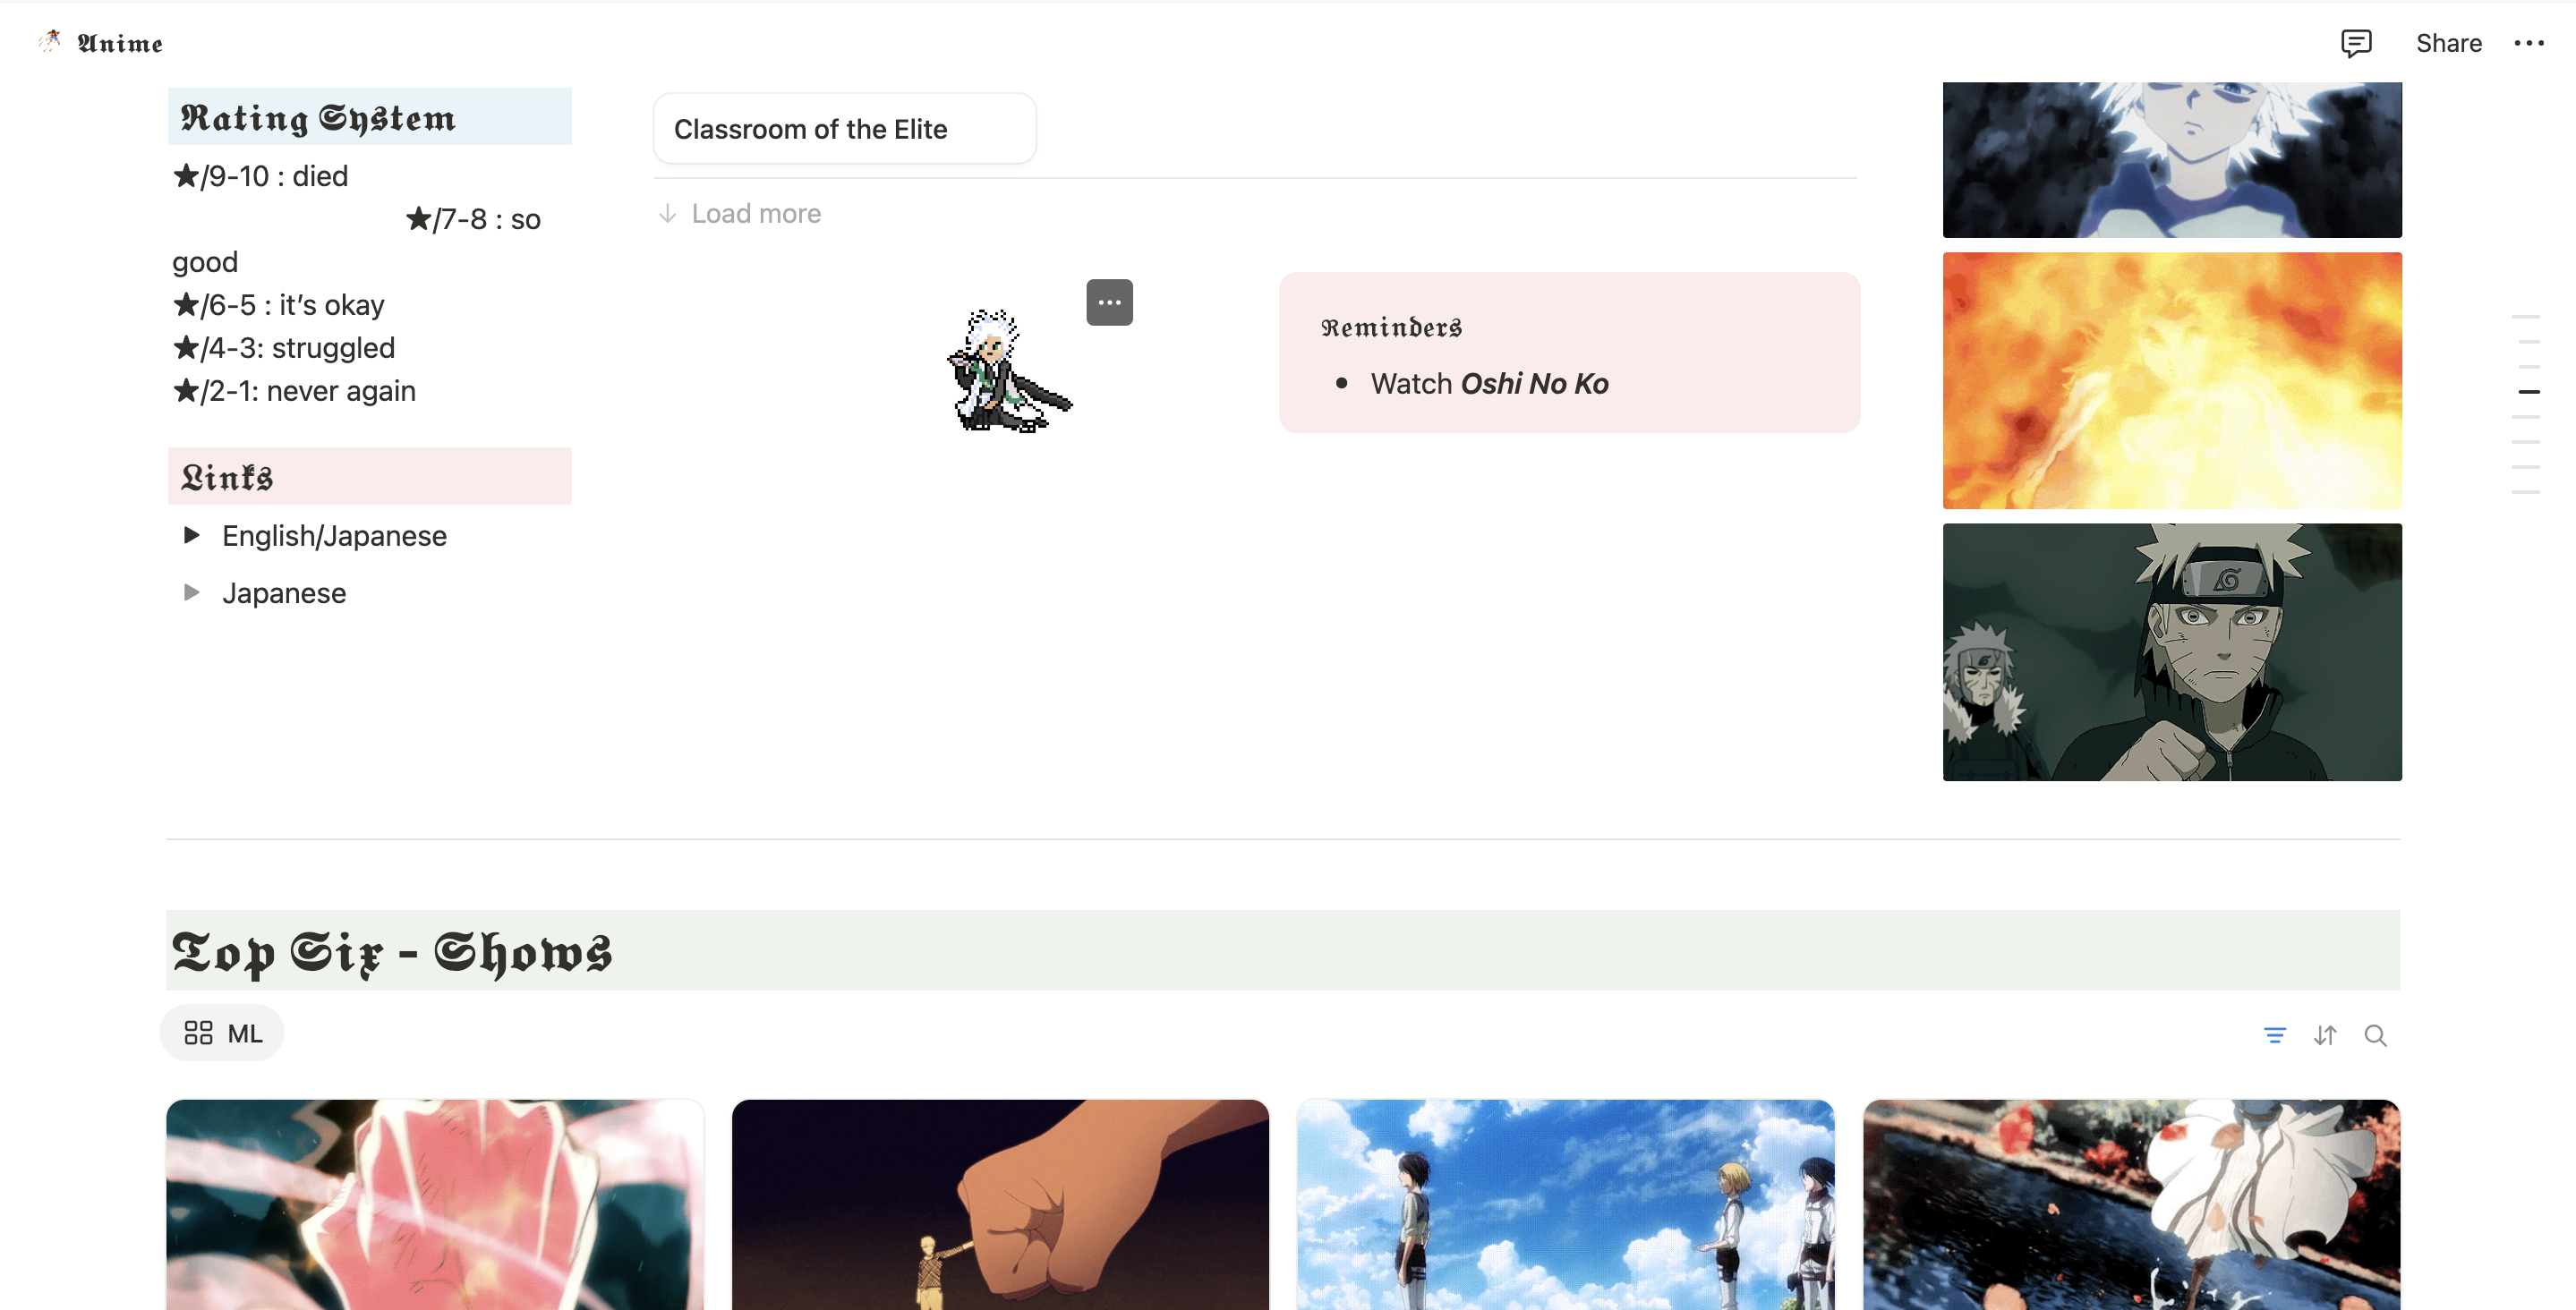 𝕬𝖓𝖎𝖒𝖊
Share
𝕽𝖆𝖙𝖎𝖓𝖌 𝕾𝖞𝖘𝖙𝖊𝖒
★/9-10 : died
★/7-8 : so
good
★/6-5 : it’s okay
★/4-3: struggled
★/2-1: never again
𝕷𝖎𝖓𝖐𝖘
English/Japanese
Japanese
Classroom of the Elite
Load more
𝕽𝖊𝖒𝖎𝖓𝖉𝖊𝖗𝖘
• Watch Oshi No Ko
𝕿𝖔𝖕 𝕾𝖎𝖝 - 𝕾𝖍𝖔𝖜𝖘
ML